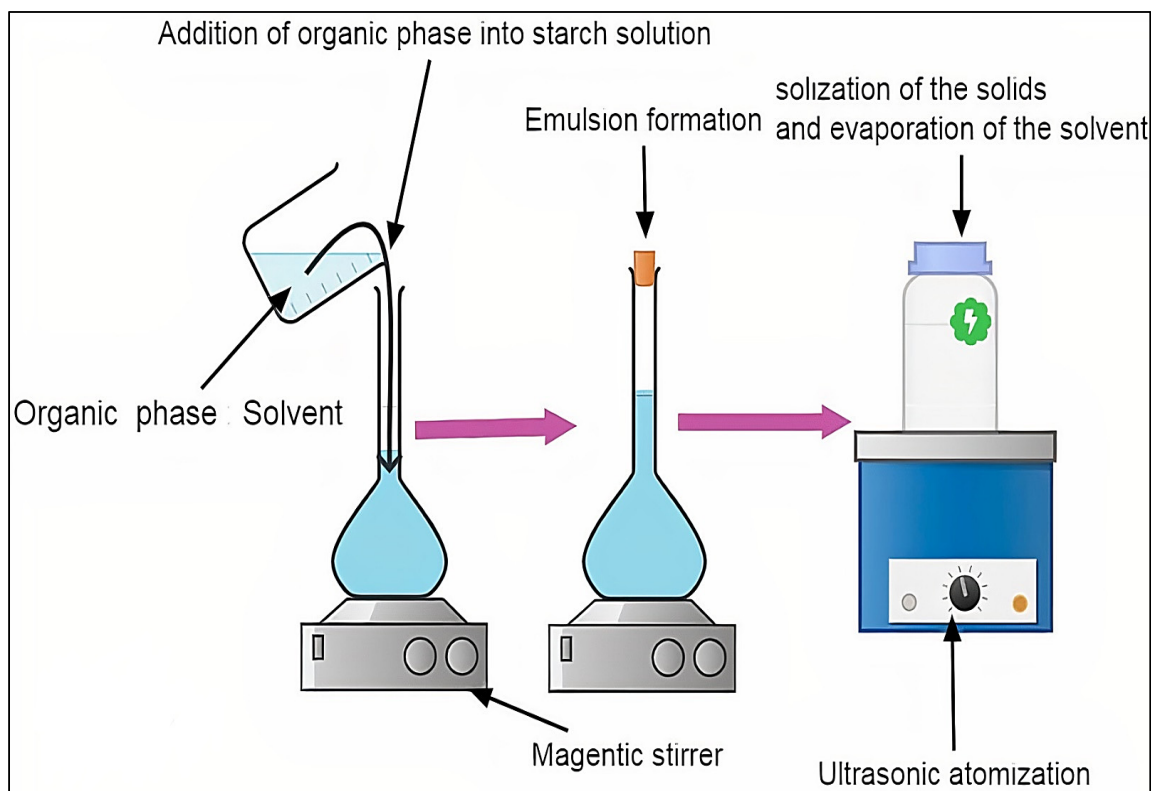 Addition of organic phase into starch solution
Emulsion formation
solization of the solids
and evaporation of the solvent
Organic phase : Solvent
Magentic stirrer
Ultrasonic atomization